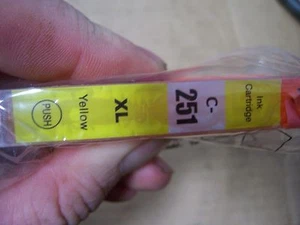 Ink
Cartridge
C-
251
XL
Yellow
PUSH